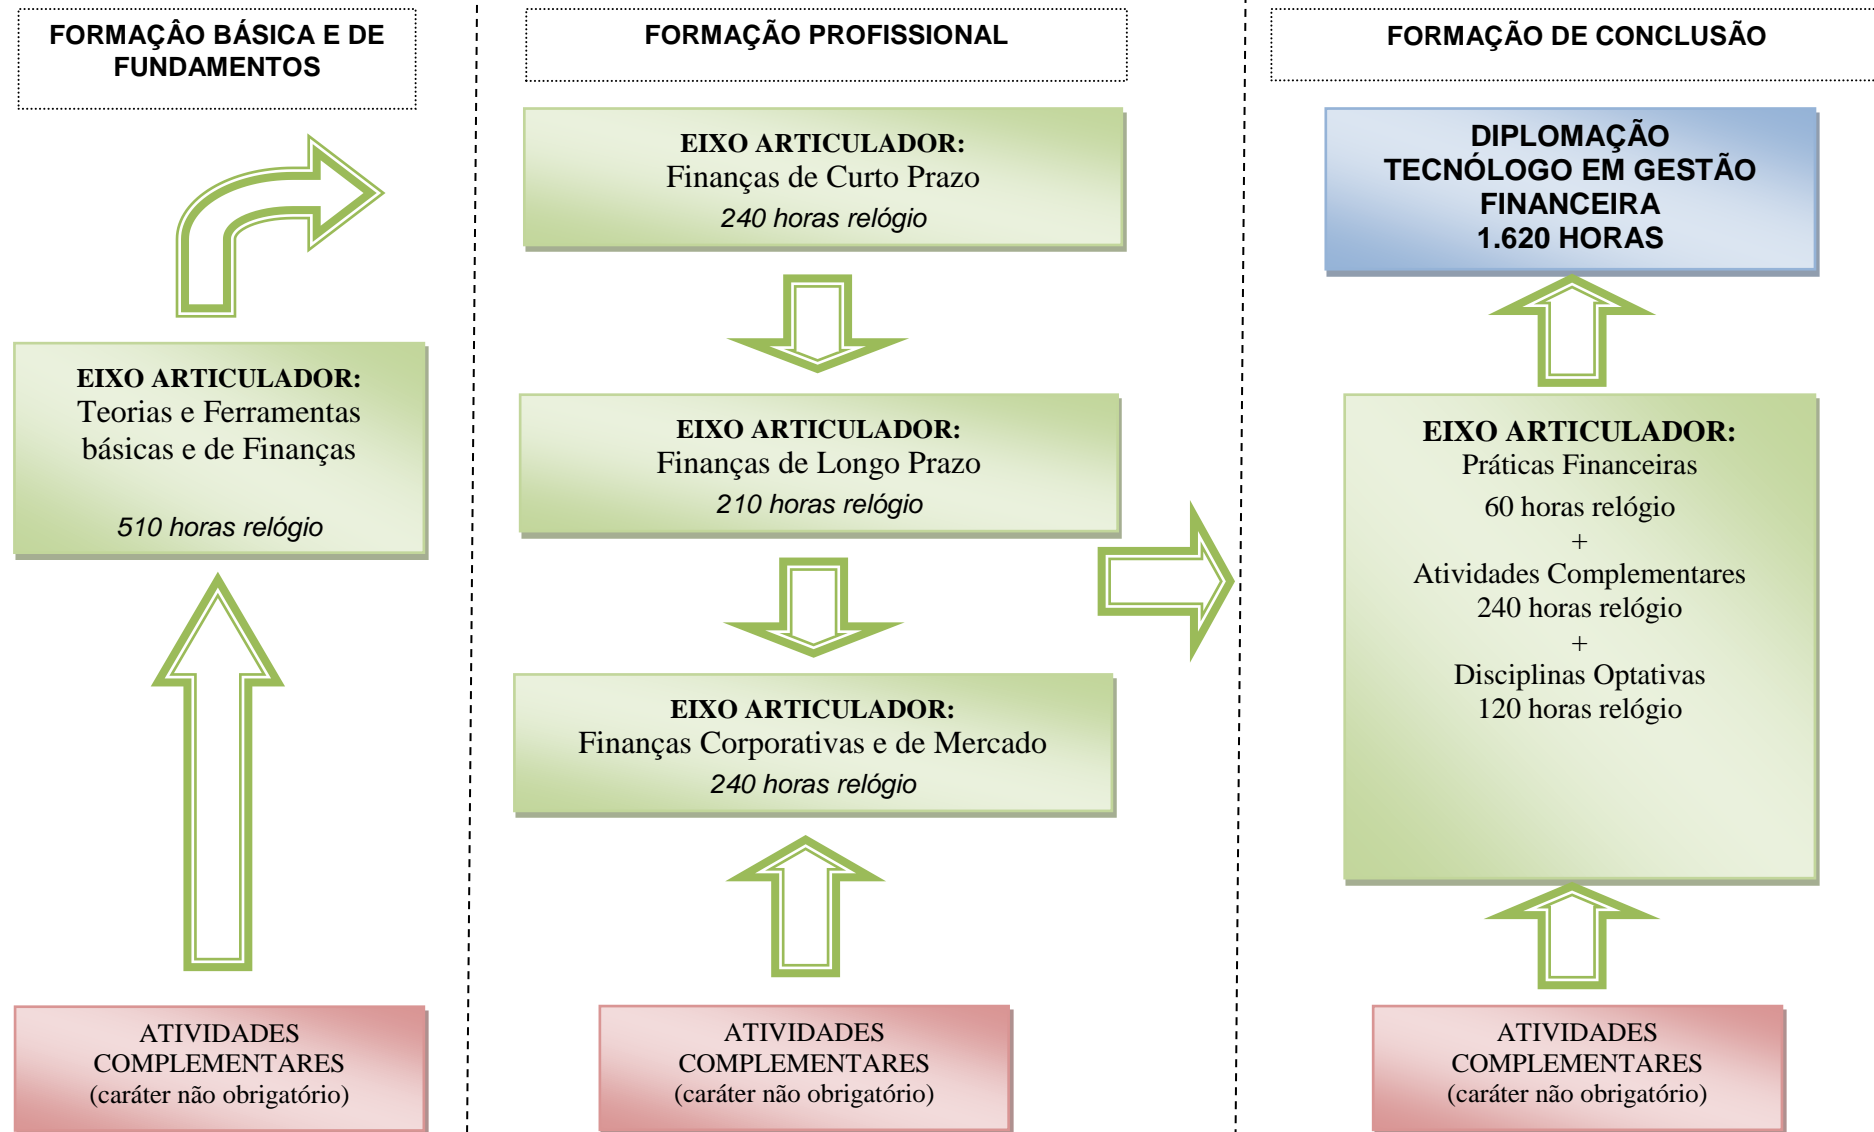 FORMAÇÂO BÁSICA E DE
FUNDAMENTOS
EIXO ARTICULADOR:
Teorias e Ferramentas
básicas e de Finanças
510 horas relógio
ATIVIDADES
COMPLEMENTARES
(caráter não obrigatório)
FORMAÇÃO PROFISSIONAL
EIXO ARTICULADOR:
Finanças de Curto Prazo
240 horas relógio
EIXO ARTICULADOR:
Finanças de Longo Prazo
210 horas relógio
EIXO ARTICULADOR:
Finanças Corporativas e de Mercado
240 horas relógio
ATIVIDADES
COMPLEMENTARES
(caráter não obrigatório)
FORMAÇÃO DE CONCLUSÃO
DIPLOMAÇÃO
TECNÓLOGO EM GESTÃO
FINANCEIRA
1.620 HORAS
EIXO ARTICULADOR:
Práticas Financeiras
60 horas relógio
+
Atividades Complementares
240 horas relógio
+
Disciplinas Optativas
120 horas relógio
ATIVIDADES
COMPLEMENTARES
(caráter não obrigatório)